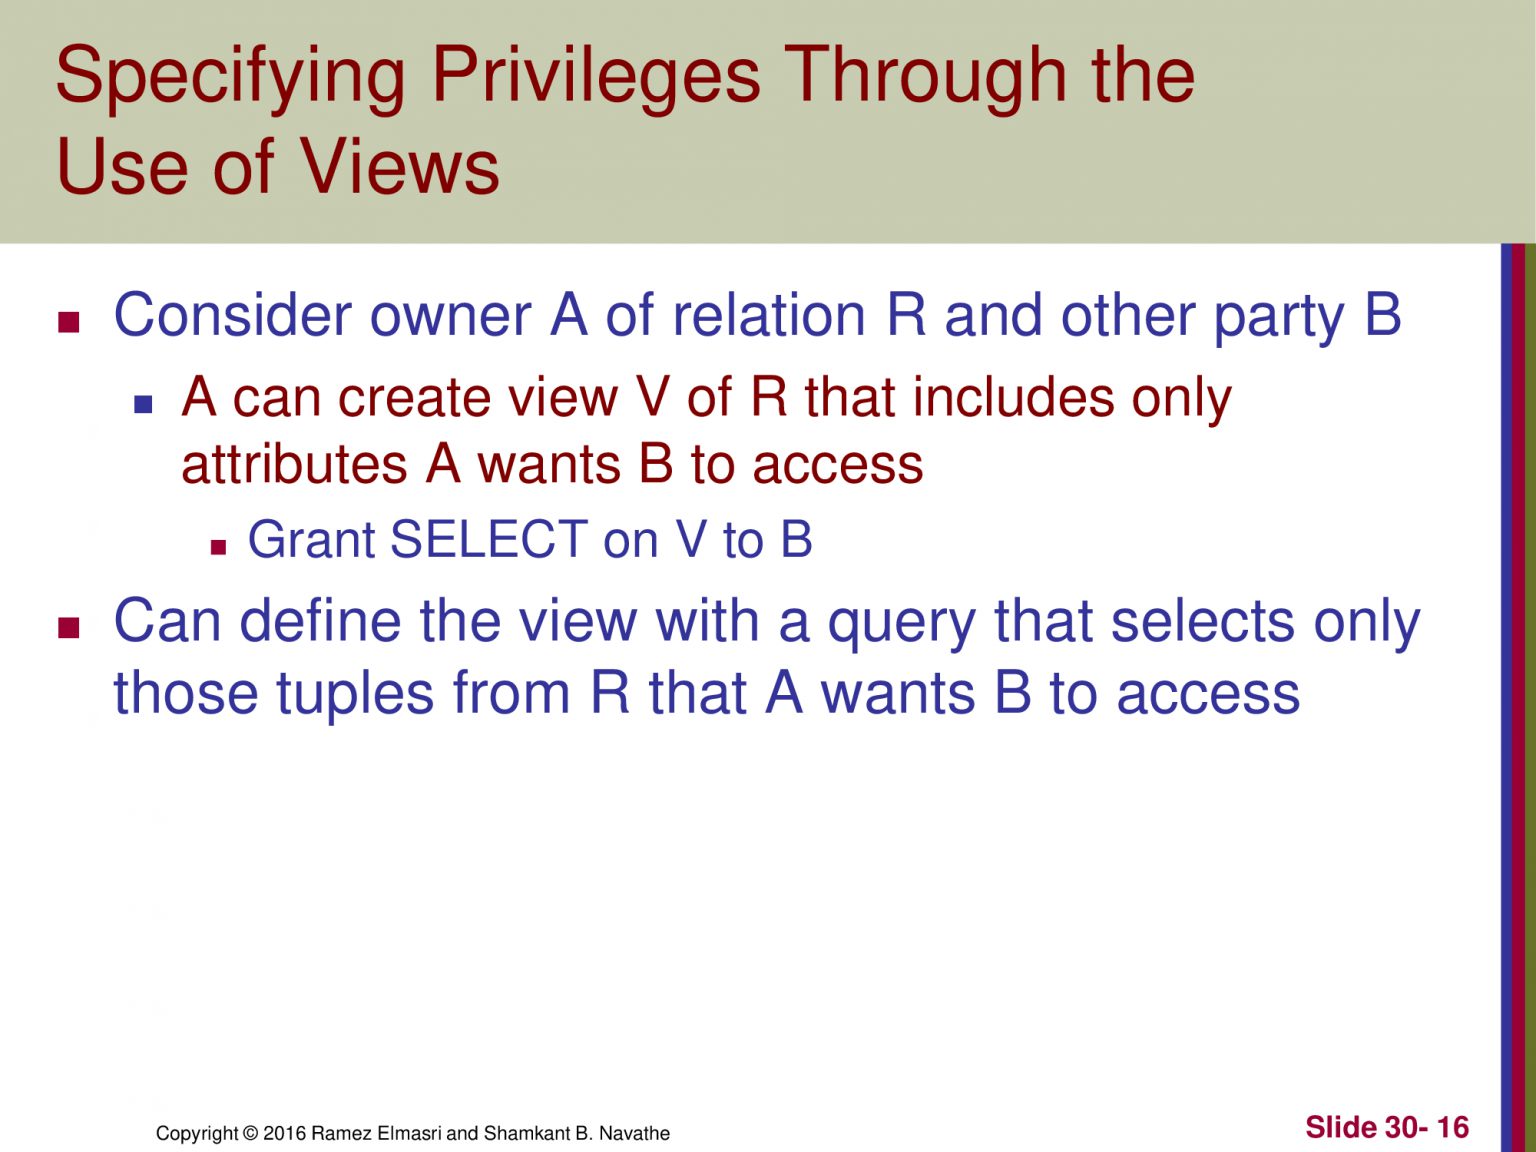 Specifying Privileges Through the
Use of Views
Consider owner A of relation R and other party B
A can create view V of R that includes only
attributes A wants B to access
Grant SELECT on V to B
Can define the view with a query that selects only
those tuples from R that A wants B to access
Copyright © 2016 Ramez Elmasri and Shamkant B. Navathe
Slide 30- 16